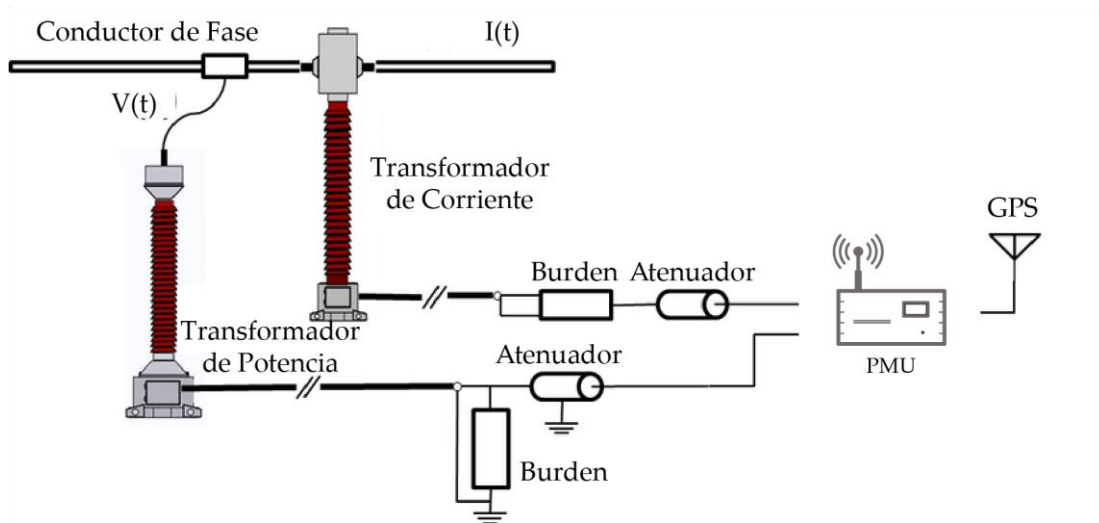 Conductor de Fase
I(t)
V(t)
Transformador
de Corriente
GPS
Burden
Atenuador
Transformador
de Potencia
Atenuador
PMU
Burden